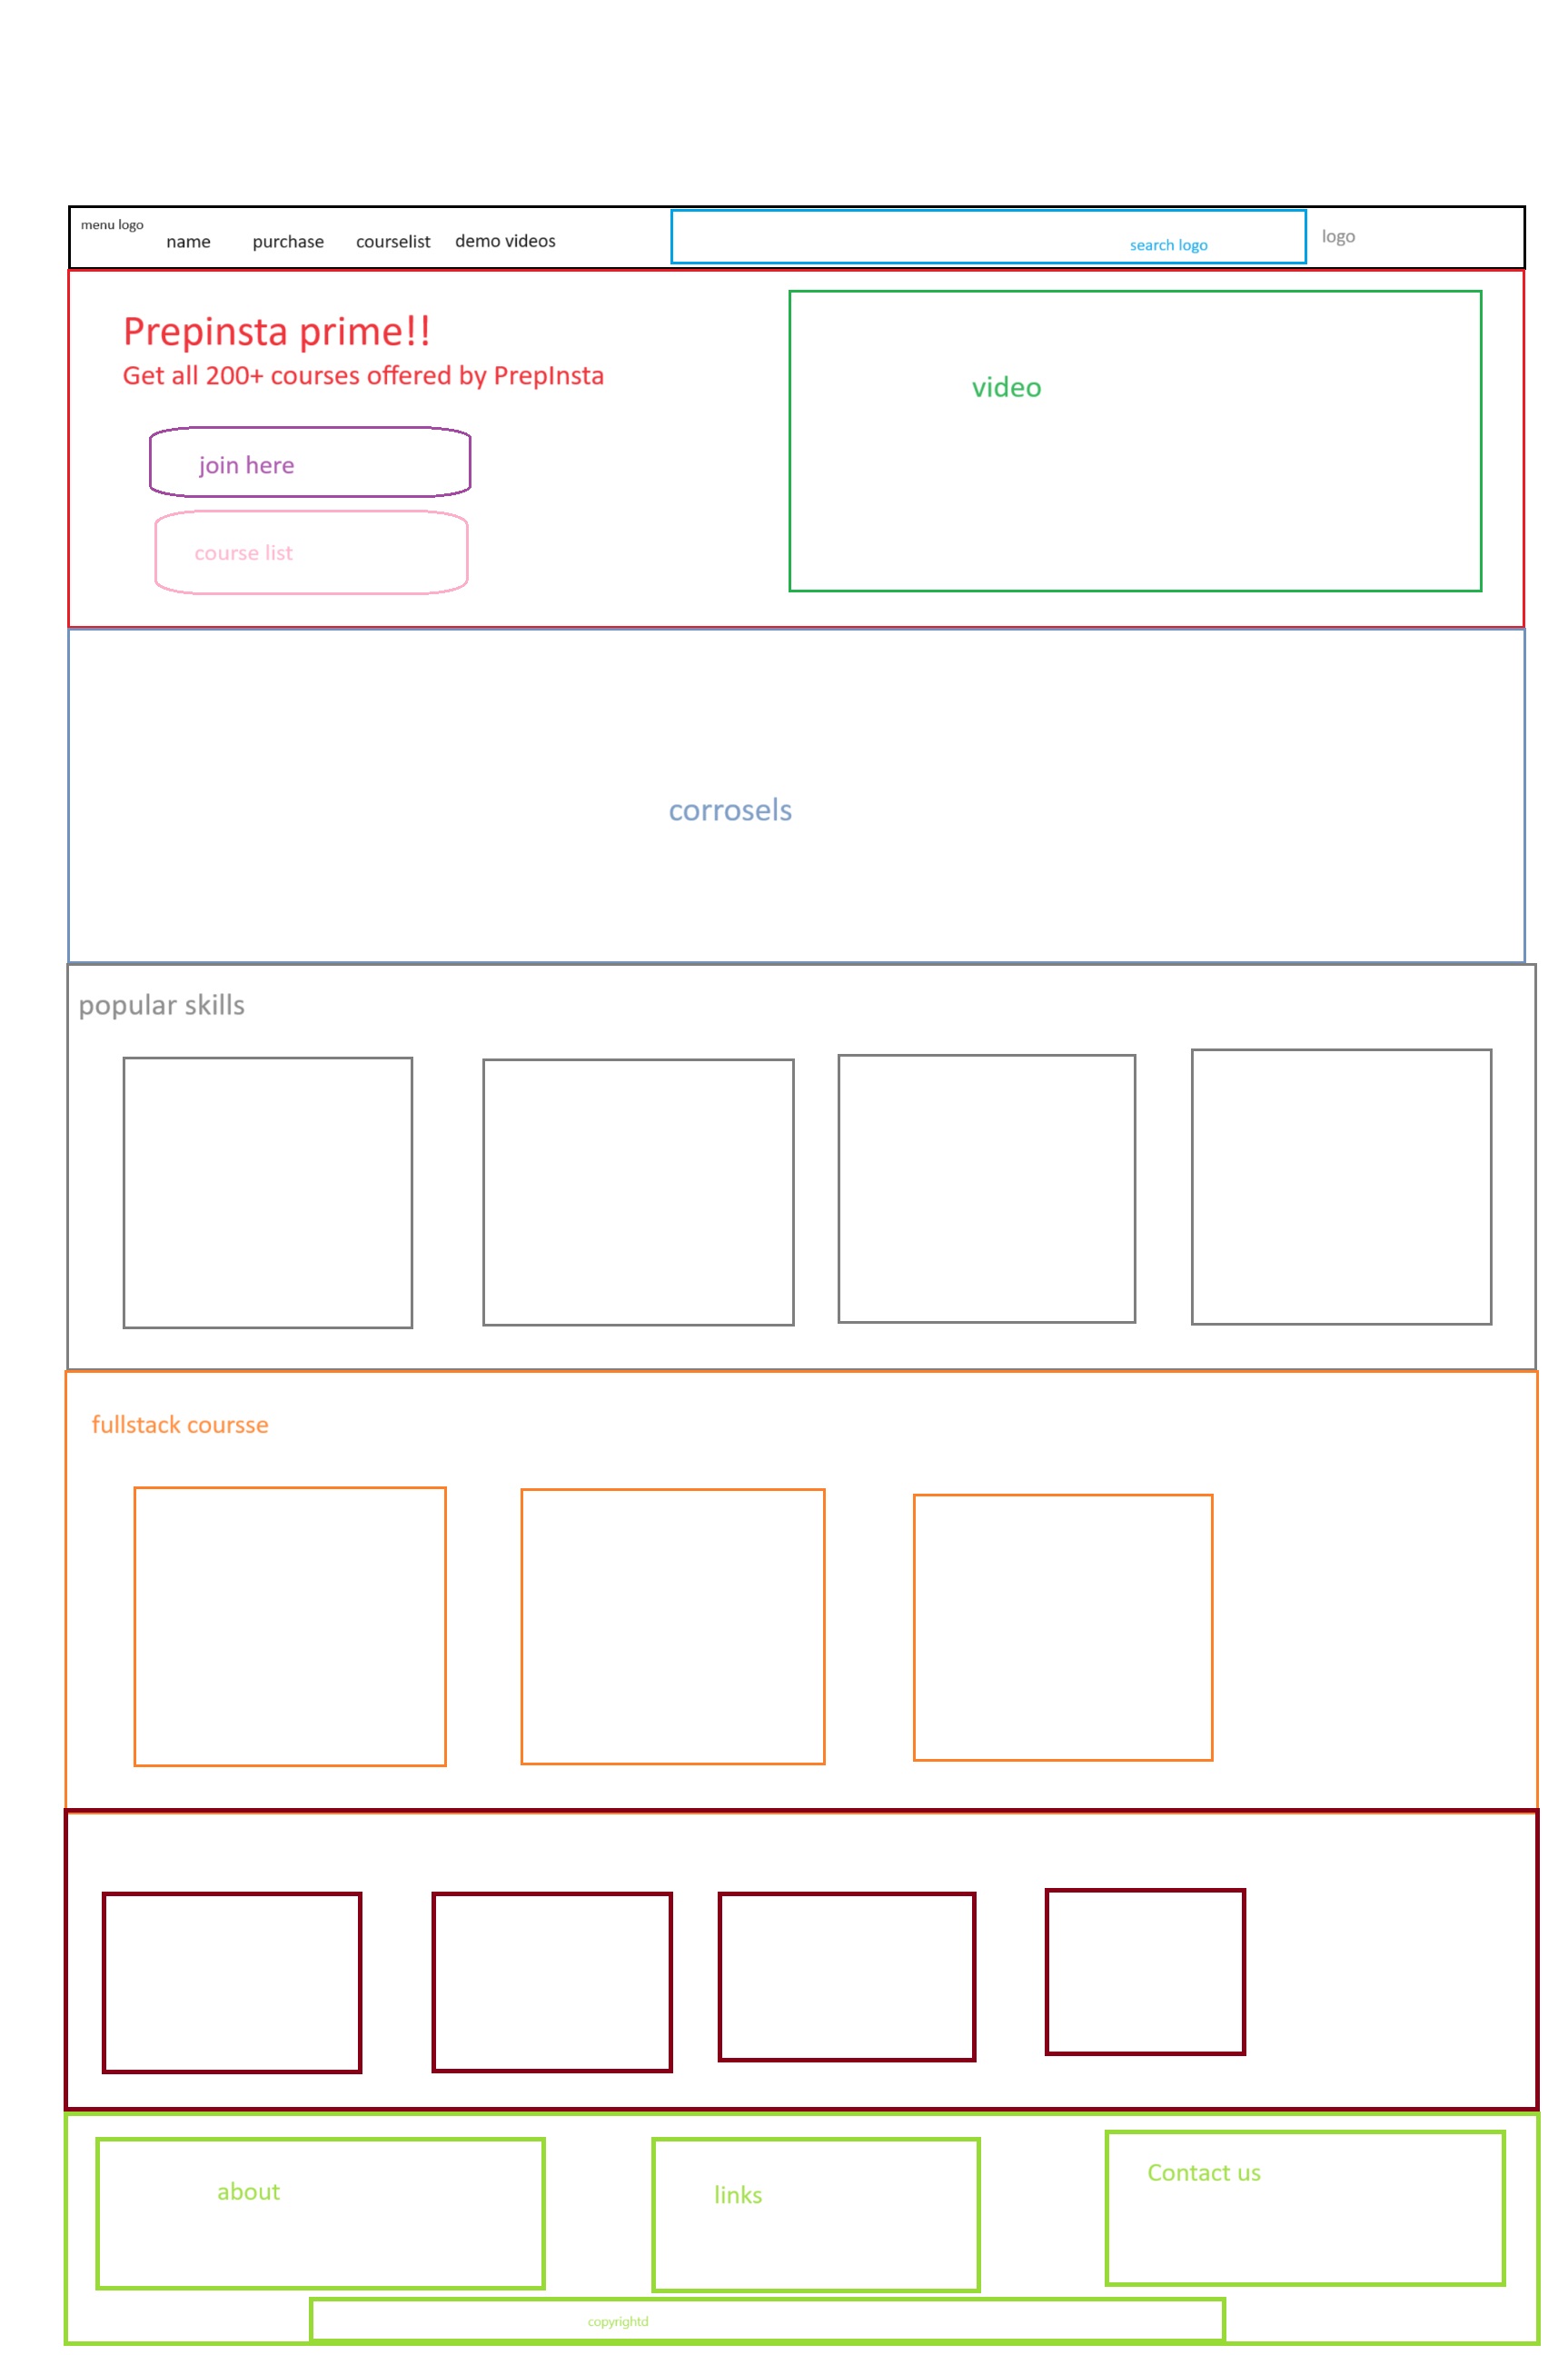 menu logo
name
purchase
courselist
demo videos
search logo
logo
Prepinsta prime!!
Get all 200+ courses offered by PrepInsta
video
join here
course list
corrosels
popular skills
fullstack coursse
about
links
Contact us
copyrightd